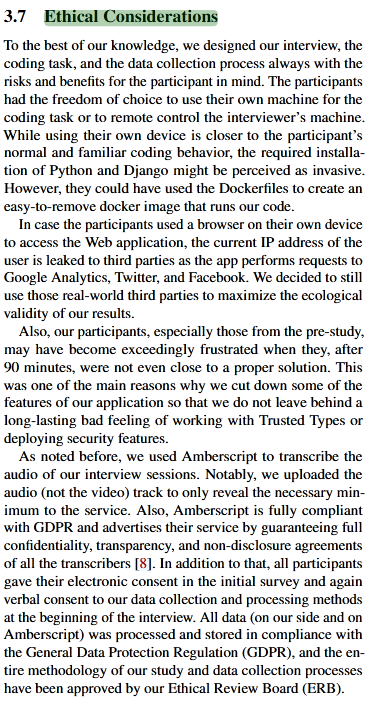 3.7 Ethical Considerations
To the best of our knowledge, we designed our interview, the
coding task, and the data collection process always with the
risks and benefits for the participant in mind. The participants
had the freedom of choice to use their own machine for the
coding task or to remote control the interviewer's machine.
While using their own device is closer to the participant's
normal and familiar coding behavior, the required installa-
tion of Python and Django might be perceived as invasive.
However, they could have used the Dockerfiles to create an
easy-to-remove docker image that runs our code.
In case the participants used a browser on their own device
to access the Web application, the current IP address of the
user is leaked to third parties as the app performs requests to
Google Analytics, Twitter, and Facebook. We decided to still
use those real-world third parties to maximize the ecological
validity of our results.
Also, our participants, especially those from the pre-study,
may have become exceedingly frustrated when they, after
90 minutes, were not even close to a proper solution. This
was one of the main reasons why we cut down some of the
features of our application so that we do not leave behind a
long-lasting bad feeling of working with Trusted Types or
deploying security features.
As noted before, we used Amberscript to transcribe the
audio of our interview sessions. Notably, we uploaded the
audio (not the video) track to only reveal the necessary min-
imum to the service. Also, Amberscript is fully compliant
with GDPR and advertises their service by guaranteeing full
confidentiality, transparency, and non-disclosure agreements
of all the transcribers [8]. In addition to that, all participants
gave their electronic consent in the initial survey and again
verbal consent to our data collection and processing methods
at the beginning of the interview. All data (on our side and on
Amberscript) was processed and stored in compliance with
the General Data Protection Regulation (GDPR), and the en-
tire methodology of our study and data collection processes
have been approved by our Ethical Review Board (ERB).